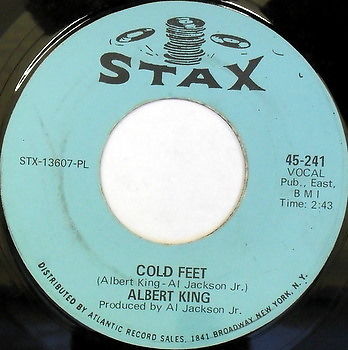 STAX
STX-13607-PL
45-241
VOCAL
Pub., East,
BMI
Time: 2:43
COLD FEET
(Albert King-Al Jackson Jr.)
ALBERT KING
Produced by Al Jackson Jr.
DISTRIBUTED BY ATLANTIC RECORD SALES, 1841 BROADWAY, NEW YORK, N. Y.